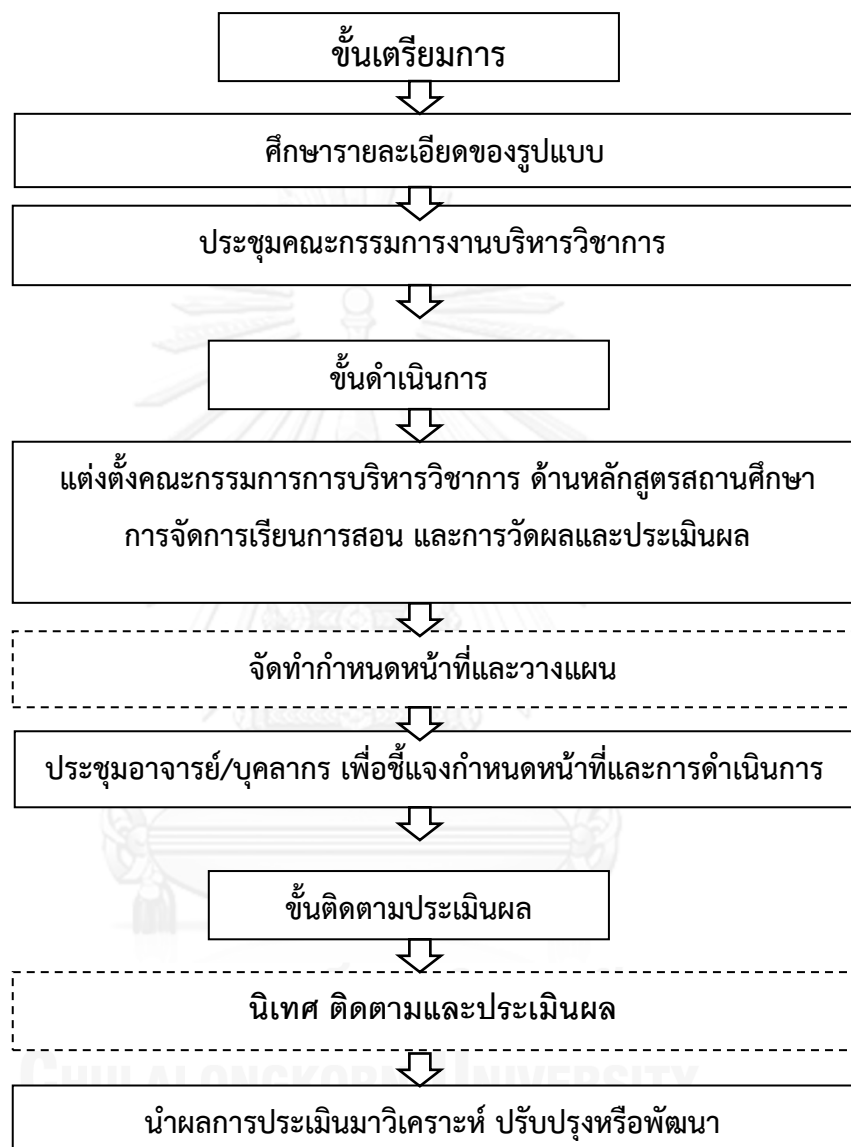 ขั้นเตรียมการ
ศึกษารายละเอียดของรูปแบบ
ประชุมคณะกรรมการงานบริหารวิชาการ
ขั้นดำเนินการ
แต่งตั้งคณะกรรมการการบริหารวิชาการ ด้านหลักสูตรสถานศึกษา
การจัดการเรียนการสอน และการวัดผลและประเมินผล
จัดทำกำหนดหน้าที่และวางแผน
ประชุมอาจารย์/บุคลากร เพื่อชี้แจงกำหนดหน้าที่และการดำเนินการ
ขั้นติดตามประเมินผล
นิเทศ ติดตามและประเมินผล
CHULALONGKORN UNIVERSITY
นำผลการประเมินมาวิเคราะห์ ปรับปรุงหรือพัฒนา